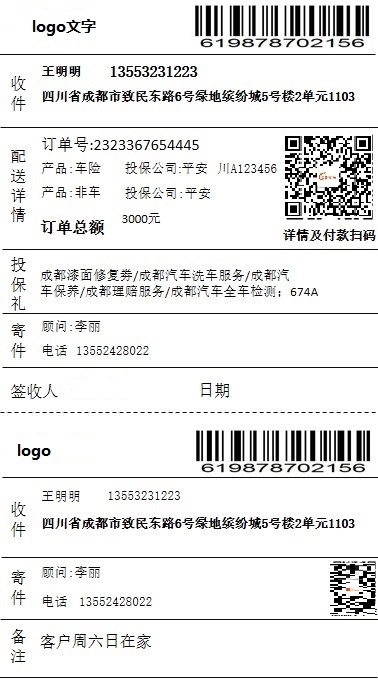 logo文字
619878702156
收件
王明明 13553231223
四川省成都市致民东路6号绿地缤纷城5号楼2单元1103
配送详情
订单号:2323367654445
产品:车险 投保公司:平安 川A123456
产品:非车 投保公司:平安
订单总额 3000元
详情及付款扫码
投保礼
成都漆面修复券/成都汽车洗车服务/成都汽
车保养/成都理赔服务/成都汽车全车检测；674A
寄件
顾问:李丽
电话 13552428022
签收人 日期
logo
619878702156
收件
王明明 13553231223
四川省成都市致民东路6号绿地缤纷城5号楼2单元1103
寄件
顾问:李丽
电话 13552428022
备注
客户周六日在家